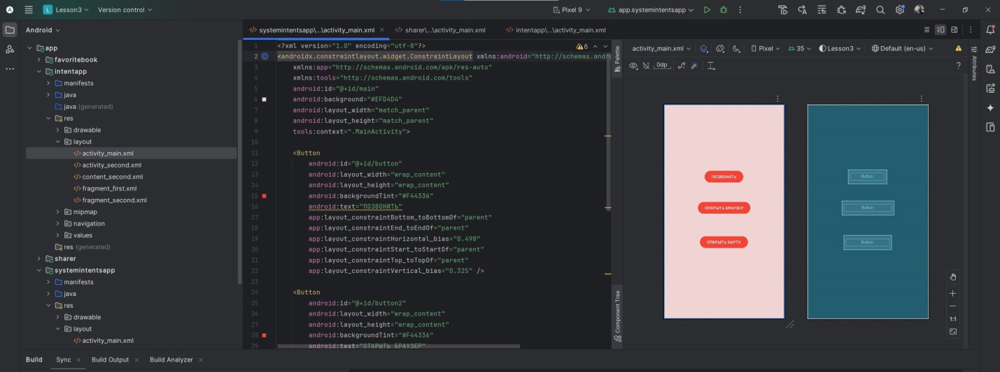 Lesson3
Version control
Pixel 9
app.systemintentsapp
Android
systemintentsapp\...\activity_main.xml
sharer\...\activity_main.xml
intentapp\...\activity_main.xml
app
favoritebook
intentapp
manifests
java
java (generated)
res
drawable
layout
activity_main.xml
activity_second.xml
content_second.xml
fragment_first.xml
fragment_second.xml
mipmap
navigation
values
res (generated)
sharer
systemintentsapp
manifests
java
res
drawable
layout
activity_main.xml
6
1 <?xml version="1.0" encoding="utf-8"?>
2 <androidx.constraintlayout.widget.ConstraintLayout xmlns:android="http://schemas.andr
3 xmlns:app="http://schemas.android.com/apk/res-auto"
4 xmlns:tools="http://schemas.android.com/tools"
5 android:id="@+id/main"
6 android:background="#EFD4D4"
7 android:layout_width="match_parent"
8 android:layout_height="match_parent"
9 tools:context=".MainActivity">
10
11 <Button
12 android:id="@+id/button"
13 android:layout_width="wrap_content"
14 android:layout_height="wrap_content"
15 android:backgroundTint="#F44336"
16 android:text="ПОЗВОНИТЬ"
17 app:layout_constraintBottom_toBottomOf="parent"
18 app:layout_constraintEnd_toEndOf="parent"
19 app:layout_constraintHorizontal_bias="0.498"
20 app:layout_constraintStart_toStartOf="parent"
21 app:layout_constraintTop_toTopOf="parent"
22 app:layout_constraintVertical_bias="0.325" />
23
24 <Button
25 android:id="@+id/button2"
26 android:layout_width="wrap_content"
27 android:layout_height="wrap_content"
28 android:backgroundTint="#F44336"
29 android:text="ОТКРЫТЬ БРАУЗЕР"
Palette
Component Tree
activity_main.xml
Pixel
35
Lesson3
Default (en-us)
0dp
?
Attributes
ПОЗВОНИТЬ
ОТКРЫТЬ БРАУЗЕР
ОТКРЫТЬ КАРТУ
Button
Button
Button
1:1
Build
Sync
Build Output
Build Analyzer